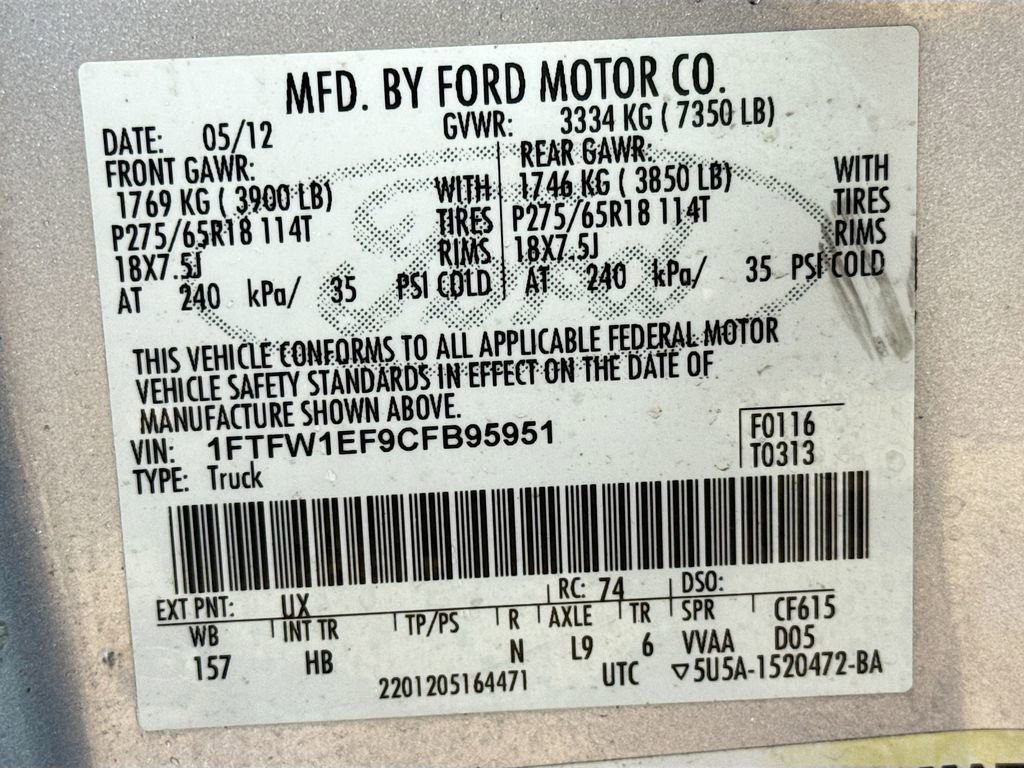 MFD. BY FORD MOTOR CO.
DATE: 05/12 GVWR: 3334 KG ( 7350 LB)
FRONT GAWR: REAR GAWR:
1769 KG ( 3900 LB) WITH 1746 KG ( 3850 LB) WITH
P275/65R18 114T TIRES P275/65R18 114T TIRES
18X7.5J RIMS 18X7.5J RIMS
AT 240 kPa/ 35 PSI COLD AT 240 kPa/ 35 PSI COLD
Ford
THIS VEHICLE CONFORMS TO ALL APPLICABLE FEDERAL MOTOR
VEHICLE SAFETY STANDARDS IN EFFECT ON THE DATE OF
MANUFACTURE SHOWN ABOVE.
VIN: 1FTFW1EF9CFB95951 F0116
TYPE: Truck T0313
EXT PNT: UX RC: 74 DSO:
WB INT TR TP/PS R AXLE TR SPR CF615
157 HB N L9 6 VVAA D05
2201205164471 UTC ▽5U5A-1520472-BA